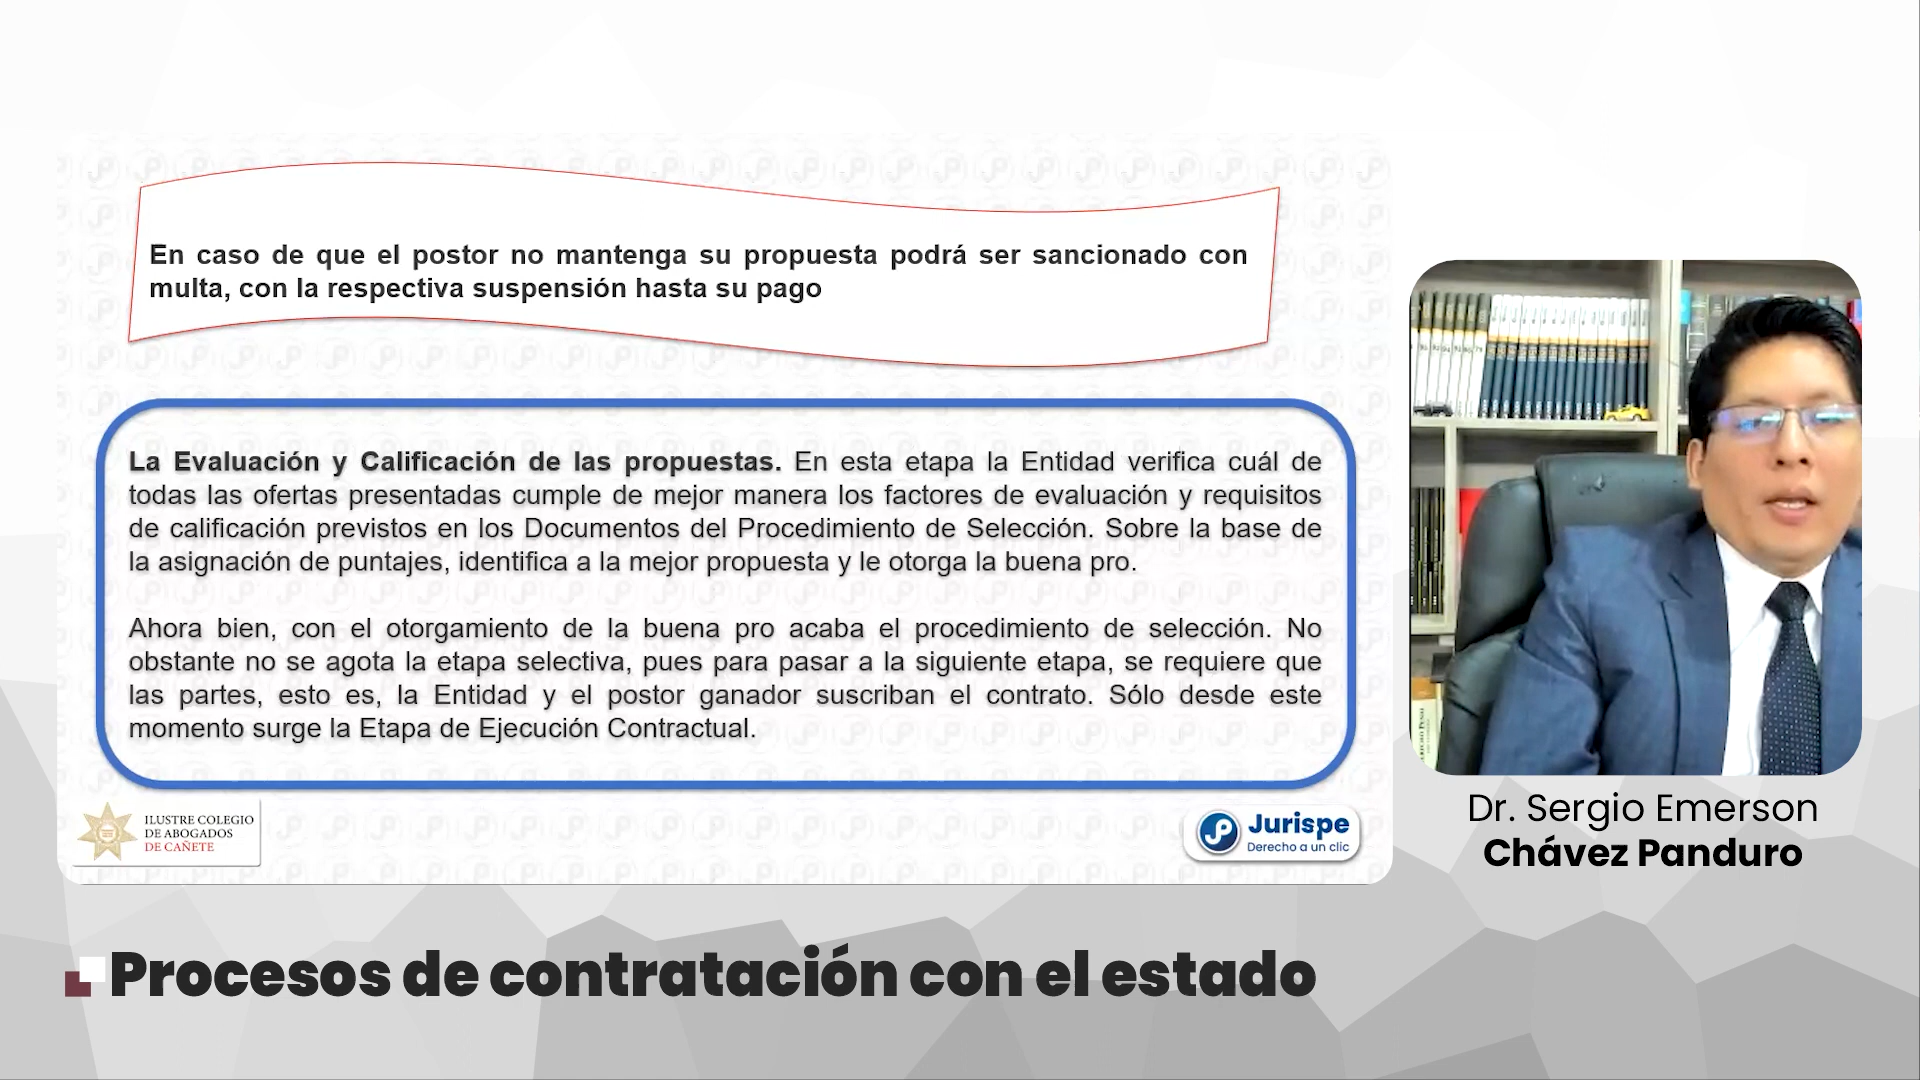 En caso de que el postor no mantenga su propuesta podrá ser sancionado con
multa, con la respectiva suspensión hasta su pago
La Evaluación y Calificación de las propuestas. En esta etapa la Entidad verifica cuál de
todas las ofertas presentadas cumple de mejor manera los factores de evaluación y requisitos
de calificación previstos en los Documentos del Procedimiento de Selección. Sobre la base de
la asignación de puntajes, identifica a la mejor propuesta y le otorga la buena pro.
Ahora bien, con el otorgamiento de la buena pro acaba el procedimiento de selección. No
obstante no se agota la etapa selectiva, pues para pasar a la siguiente etapa, se requiere que
las partes, esto es, la Entidad y el postor ganador suscriban el contrato. Sólo desde este
momento surge la Etapa de Ejecución Contractual.
ILUSTRE COLEGIO
DE ABOGADOS
DE CAÑETE
Jurispe
Derecho a un clic
Dr. Sergio Emerson
Chávez Panduro
Procesos de contratación con el estado